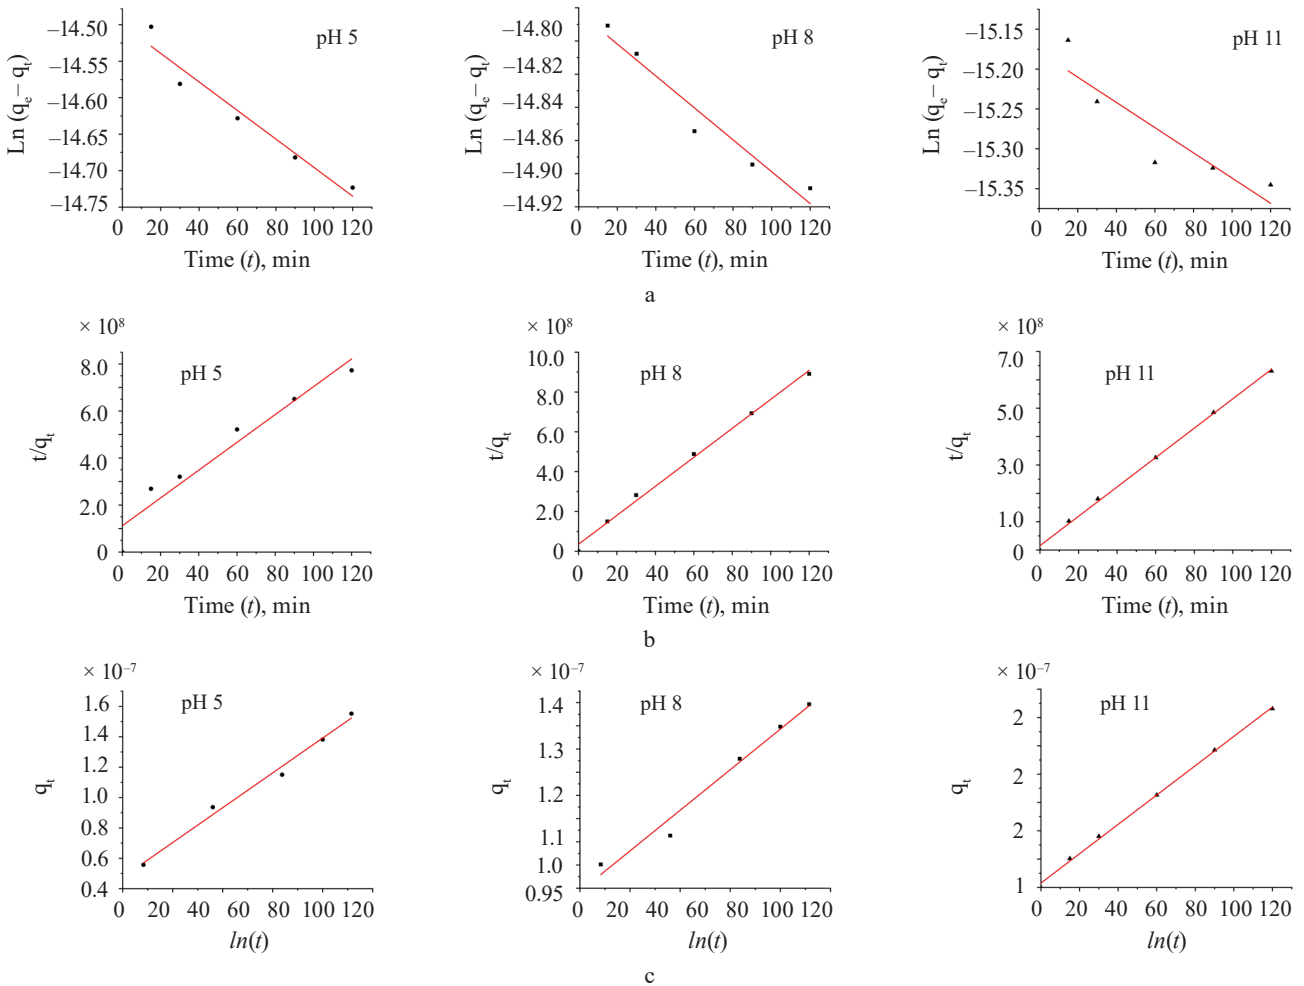 −14.50
−14.55
−14.60
−14.65
−14.70
−14.75
Ln (qe − qt)
pH 5
0 20 40 60 80 100 120
Time (t), min
−14.80
−14.82
−14.84
−14.86
−14.90
−14.92
Ln (qe − qt)
pH 8
0 20 40 60 80 100 120
Time (t), min
−15.15
−15.20
−15.30
−15.35
Ln (qe − qt)
pH 11
0 20 40 60 80 100 120
Time (t), min
a
× 10⁸
8.0
6.0
4.0
2.0
0
t/qt
pH 5
0 20 40 60 80 100 120
Time (t), min
× 10⁸
10.0
8.0
6.0
4.0
2.0
0
t/qt
pH 8
0 20 40 60 80 100 120
Time (t), min
× 10⁸
7.0
5.0
3.0
1.0
0
t/qt
pH 11
0 20 40 60 80 100 120
Time (t), min
b
× 10⁻⁷
1.6
1.4
1.2
1.0
0.8
0.6
0.4
qt
pH 5
0 20 40 60 80 100 120
ln(t)
× 10⁻⁷
1.4
1.3
1.2
1.1
1.0
0.95
qt
pH 8
0 20 40 60 80 100 120
ln(t)
× 10⁻⁷
2
2
2
1
qt
pH 11
0 20 40 60 80 100 120
ln(t)
c